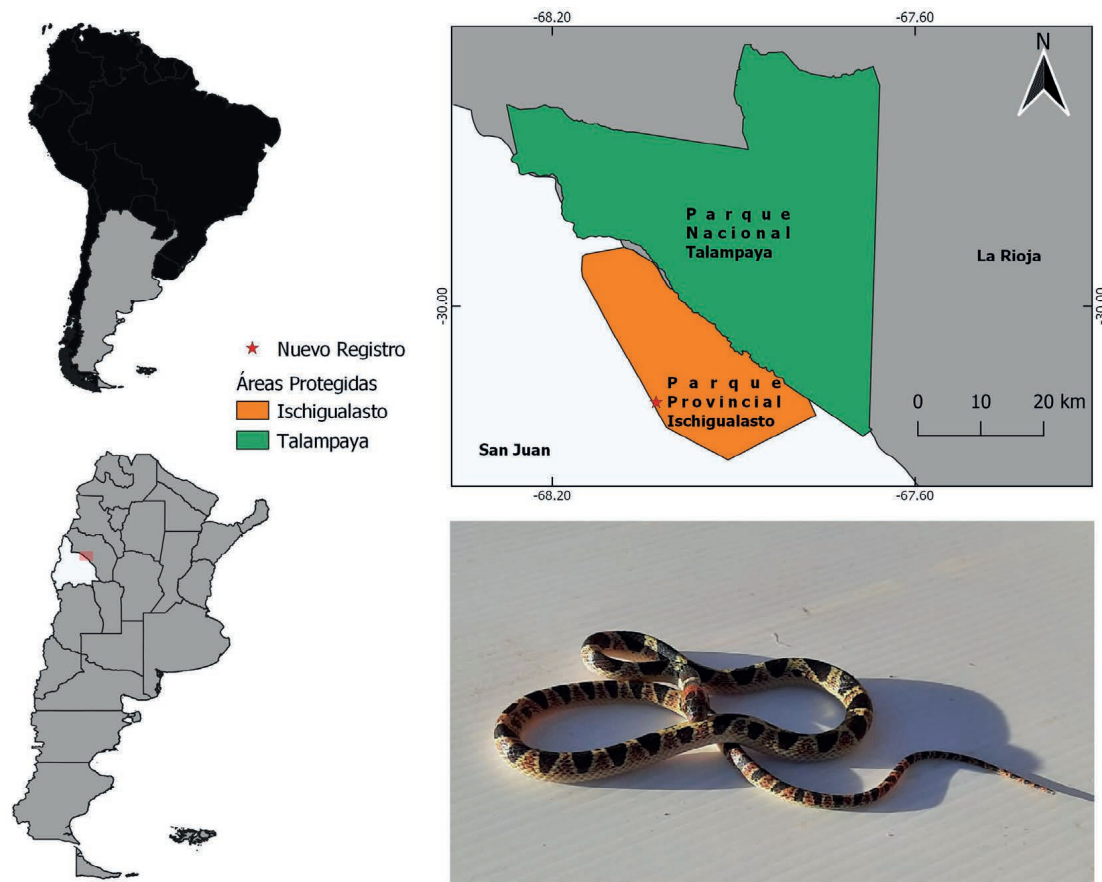 -68.20
-67.60
N
Parque
Nacional
Talampaya
La Rioja
-30.00
-30.00
Nuevo Registro
Áreas Protegidas
Ischigualasto
Talampaya
Parque
Provincial
Ischigualasto
0 10 20 km
San Juan
-68.20
-67.60